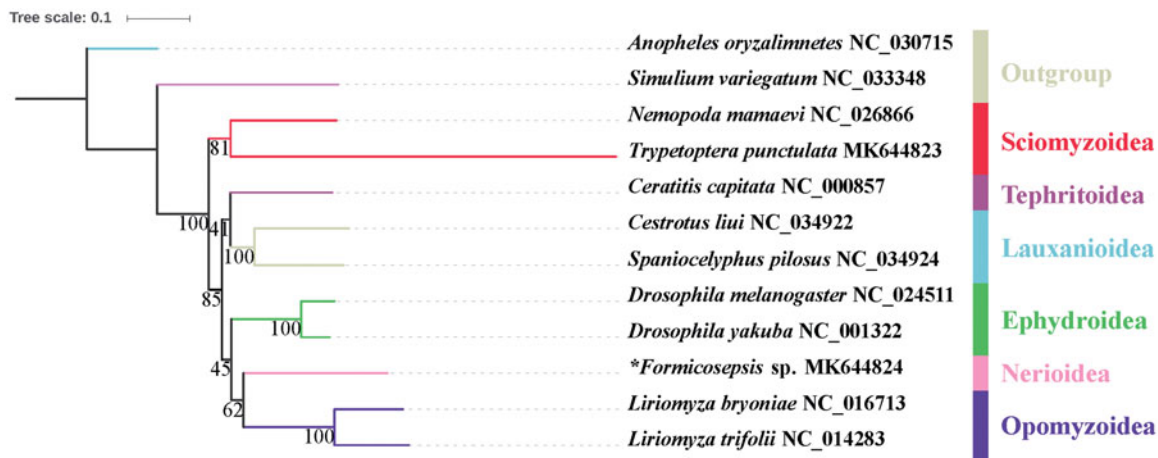 Tree scale: 0.1
Anopheles oryzalimnetes NC_030715
Simulium variegatum NC_033348
Nemopoda mamaevi NC_026866
Trypetoptera punctulata MK644823
Ceratitis capitata NC_000857
Cestrotus liui NC_034922
Spaniocelyphus pilosus NC_034924
Drosophila melanogaster NC_024511
Drosophila yakuba NC_001322
*Formicosepsis sp. MK644824
Liriomyza bryoniae NC_016713
Liriomyza trifolii NC_014283
81
100
41
100
85
100
45
62
100
Outgroup
Sciomyzoidea
Tephritoidea
Lauxanioidea
Ephydroidea
Nerioidea
Opomyzoidea